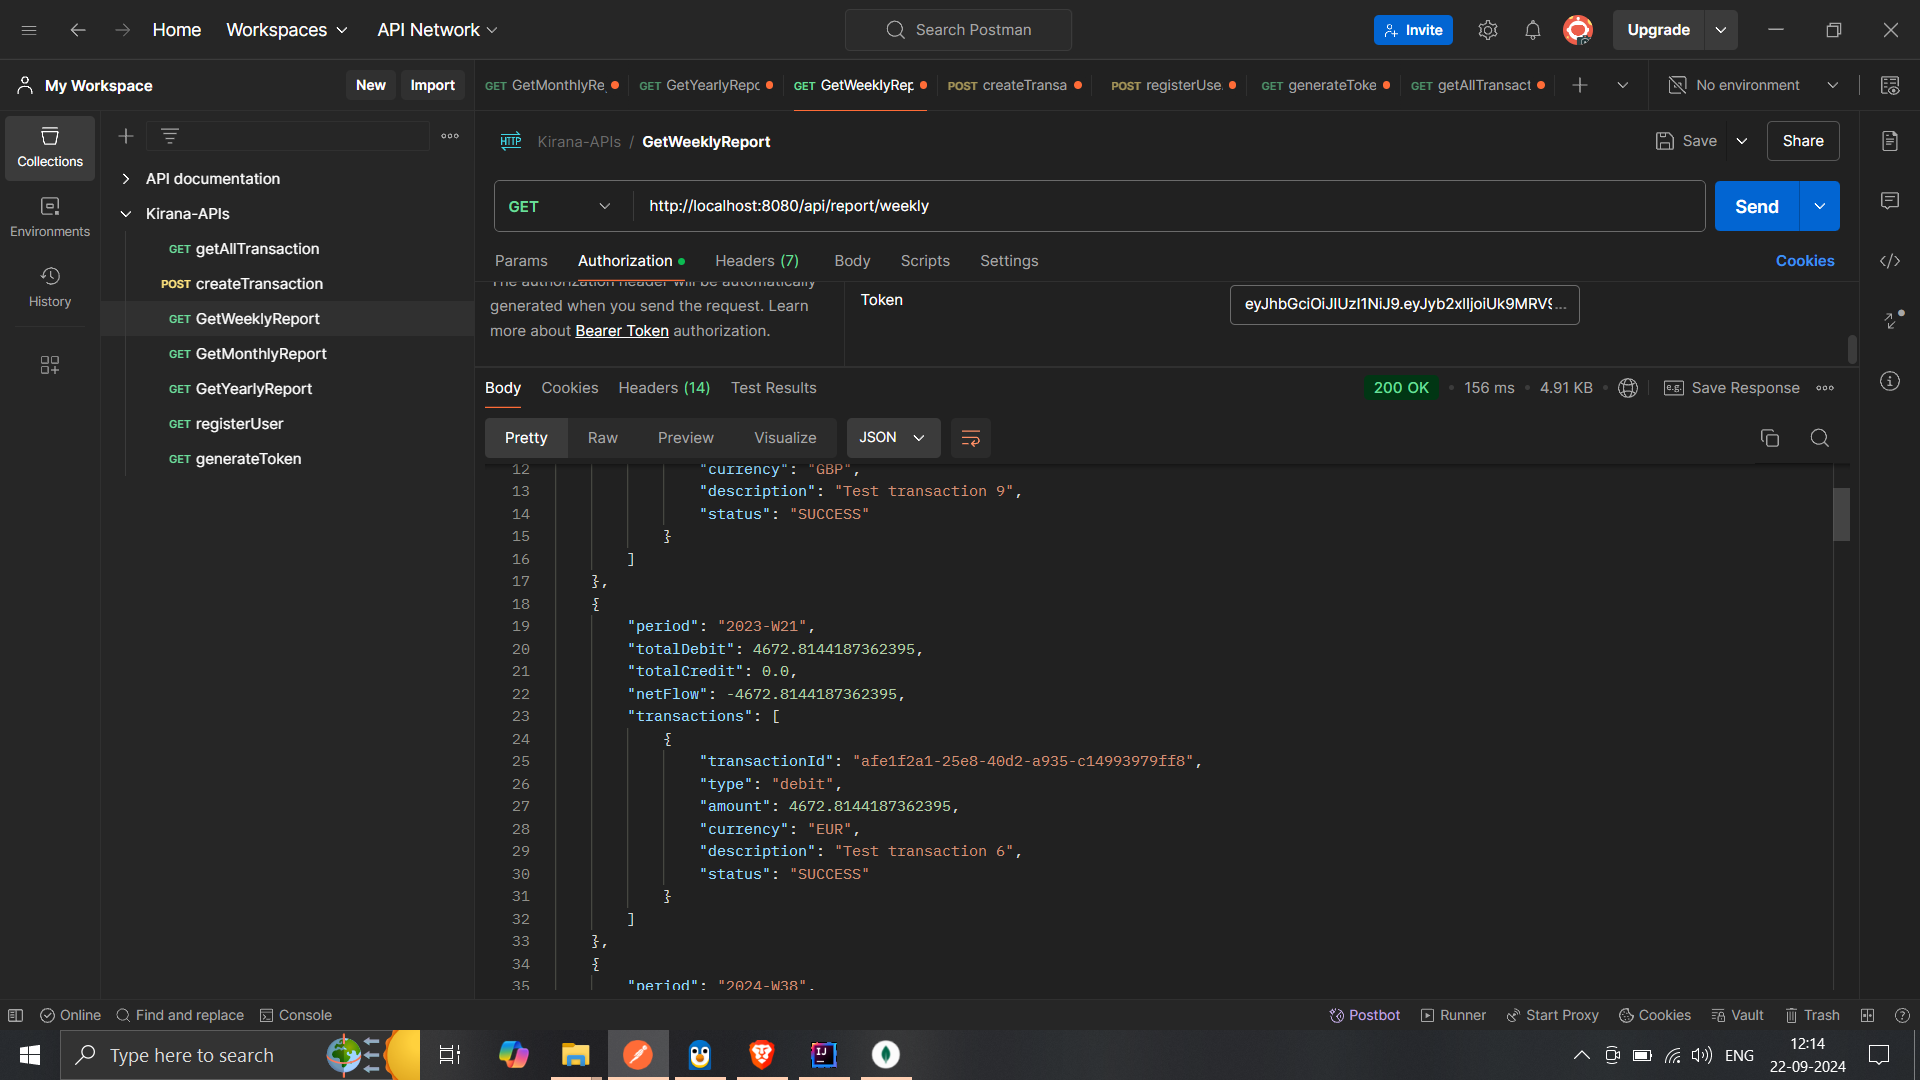 Home
Workspaces
API Network
Search Postman
Invite
Upgrade
My Workspace
New
Import
GET GetMonthlyRe
GET GetYearlyRepo
GET GetWeeklyRep
POST createTransa
POST registerUse
GET generateToke
GET getAllTransact
No environment
Collections
Environments
History
API documentation
Kirana-APIs
GET getAllTransaction
POST createTransaction
GET GetWeeklyReport
GET GetMonthlyReport
GET GetYearlyReport
GET registerUser
GET generateToken
HTTP Kirana-APIs / GetWeeklyReport
Save
Share
GET http://localhost:8080/api/report/weekly
Send
Params Authorization Headers (7) Body Scripts Settings
Cookies
The authorization header will be automatically
generated when you send the request. Learn
more about Bearer Token authorization.
Token
Body Cookies Headers (14) Test Results
200 OK • 156 ms • 4.91 KB
e.g. Save Response
Pretty Raw Preview Visualize JSON
12 "currency": "GBP",
13 "description": "Test transaction 9",
14 "status": "SUCCESS"
15 }
16 ]
17 },
18 {
19 "period": "2023-W21",
20 "totalDebit": 4672.8144187362395,
21 "totalCredit": 0.0,
22 "netFlow": -4672.8144187362395,
23 "transactions": [
24 {
25 "transactionId": "afe1f2a1-25e8-40d2-a935-c14993979ff8",
26 "type": "debit",
27 "amount": 4672.8144187362395,
28 "currency": "EUR",
29 "description": "Test transaction 6",
30 "status": "SUCCESS"
31 }
32 ]
33 },
34 {
35 "period": "2024-W38",
Online Find and replace Console
Postbot Runner Start Proxy Cookies Vault Trash
Type here to search
IJ
ENG
12:14
22-09-2024